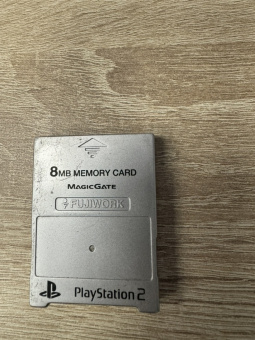 8MB MEMORY CARD
MAGICGATE
FUJIWORK
PlayStation 2